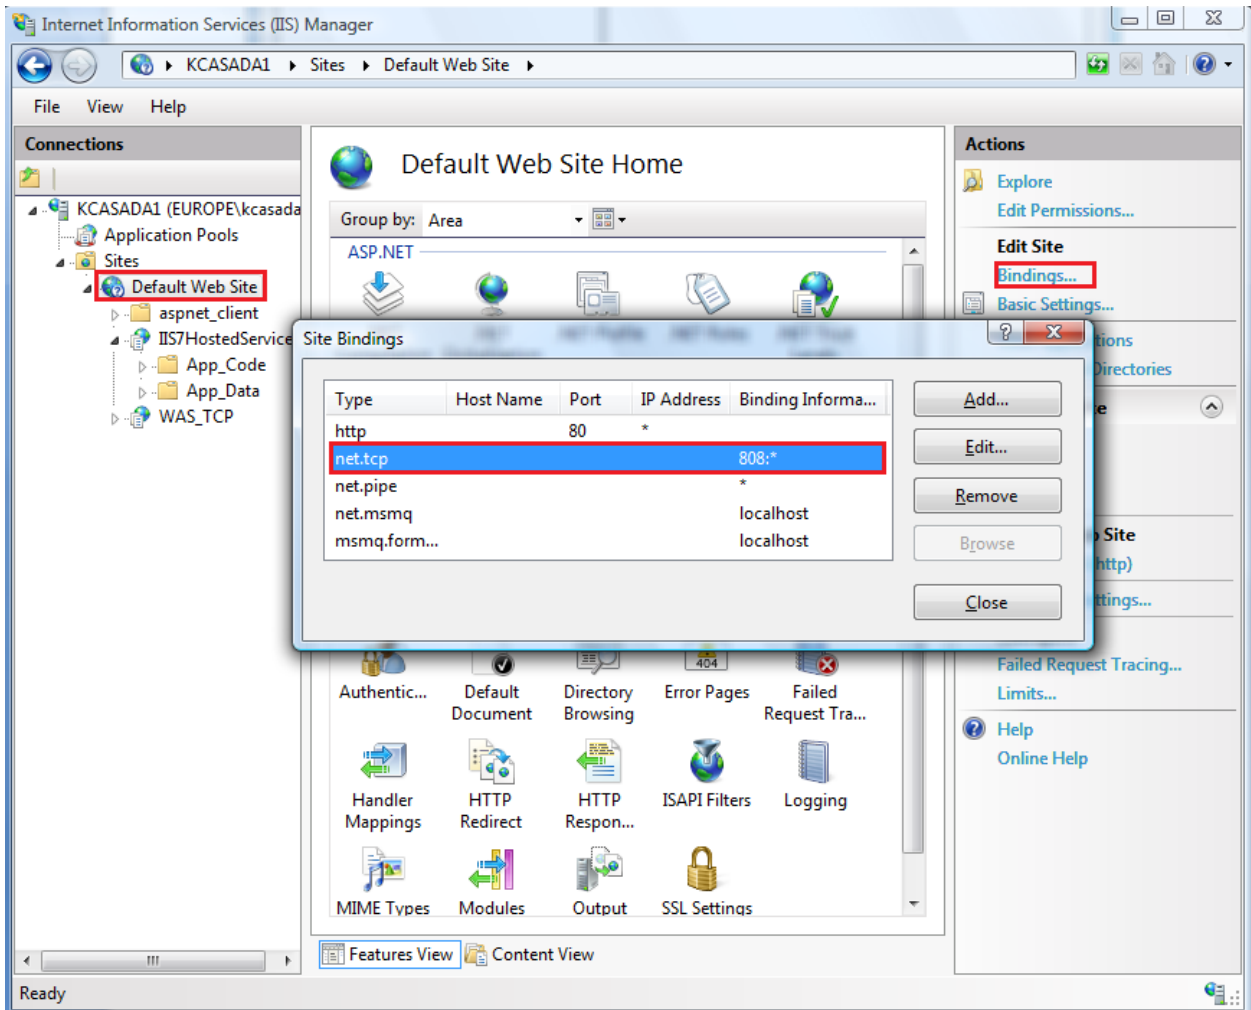 Internet Information Services (IIS) Manager
KCASADA1 Sites Default Web Site
File View Help
Connections
KCASADA1 (EUROPE\kcasada
Application Pools
Sites
Default Web Site
aspnet_client
IIS7HostedService
App_Code
App_Data
WAS_TCP
Default Web Site Home
Group by: Area
ASP.NET
Site Bindings
Type Host Name Port IP Address Binding Informa...
http 80 *
net.tcp 808:*
net.pipe *
net.msmq localhost
msmq.form... localhost
Add...
Edit...
Remove
Browse
Close
Authentic... Default Document Directory Browsing Error Pages Failed Request Tra...
Handler Mappings HTTP Redirect HTTP Respon... ISAPI Filters Logging
MIME Types Modules Output SSL Settings
404
Features View Content View
Actions
Explore
Edit Permissions...
Edit Site
Bindings...
Basic Settings...
tions
Directories
e
Site
http)
ttings...
Failed Request Tracing...
Limits...
Help
Online Help
Ready